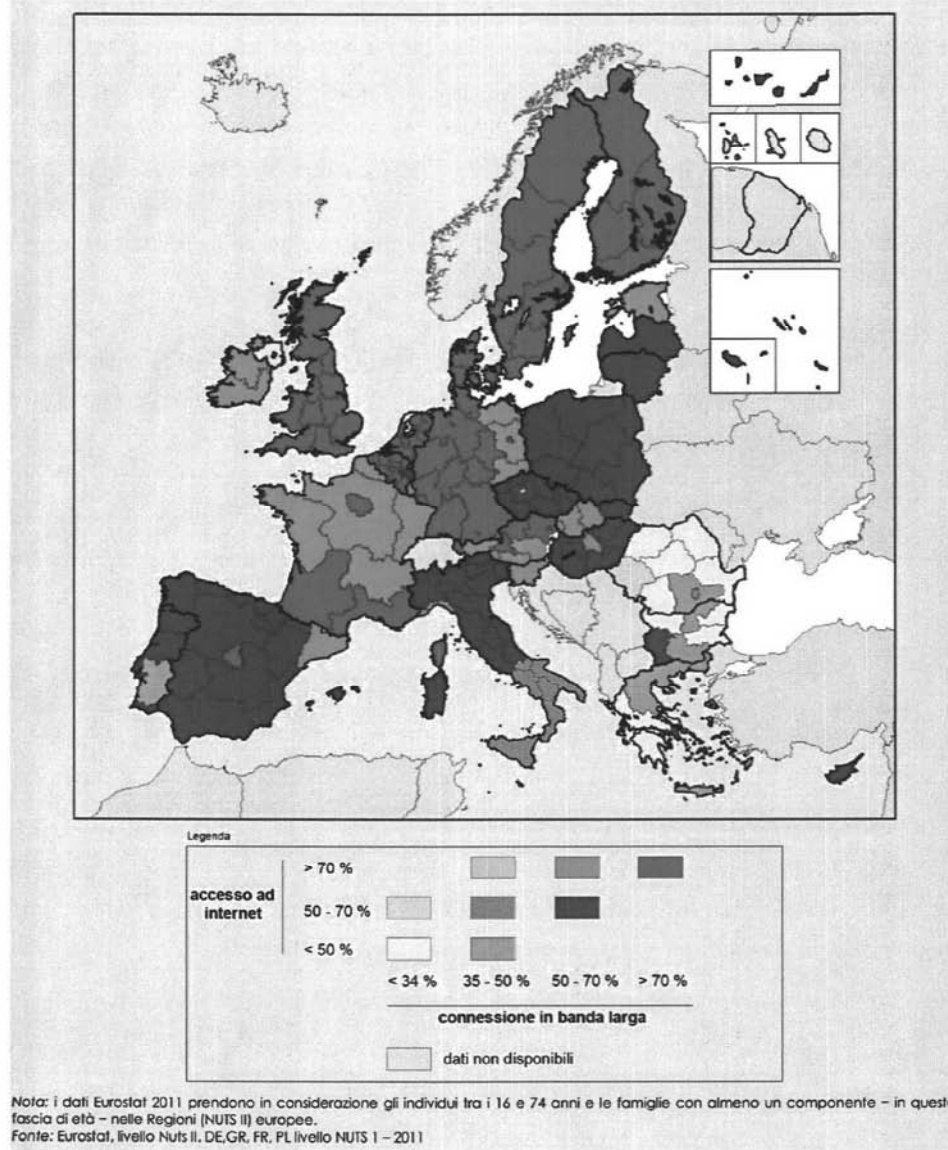 Legenda
> 70 %
accesso ad
internet
50 - 70 %
< 50 %
< 34 % 35 - 50 % 50 - 70 % > 70 %
connessione in banda larga
dati non disponibili
Nota: i dati Eurostat 2011 prendono in considerazione gli individui tra i 16 e 74 anni e le famiglie con almeno un componente – in quest
fascia di età – nelle Regioni (NUTS II) europee.
Fonte: Eurostat, livello Nuts II. DE,GR, FR, PL livello NUTS 1 – 2011